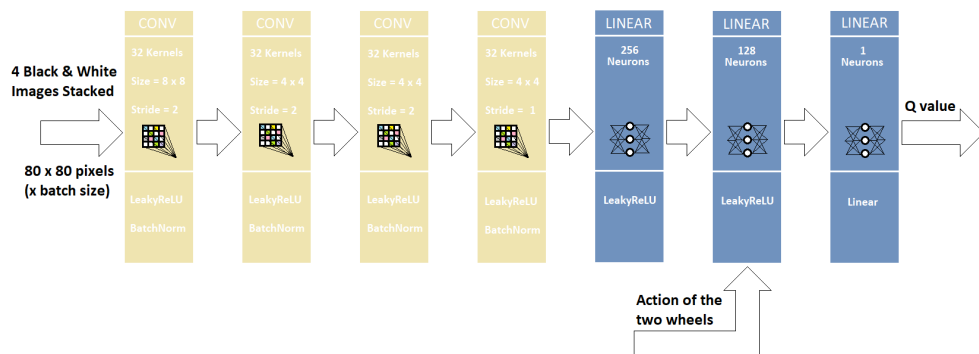 4 Black & White
Images Stacked
80 x 80 pixels
(x batch size)
CONV
32 Kernels
Size = 8 x 8
Stride = 2
LeakyReLU
BatchNorm
CONV
32 Kernels
Size = 4 x 4
Stride = 2
LeakyReLU
BatchNorm
CONV
32 Kernels
Size = 4 x 4
Stride = 2
LeakyReLU
BatchNorm
CONV
32 Kernels
Size = 4 x 4
Stride = 1
LeakyReLU
BatchNorm
LINEAR
256
Neurons
LeakyReLU
LINEAR
128
Neurons
LeakyReLU
LINEAR
1
Neurons
Linear
Q value
Action of the
two wheels